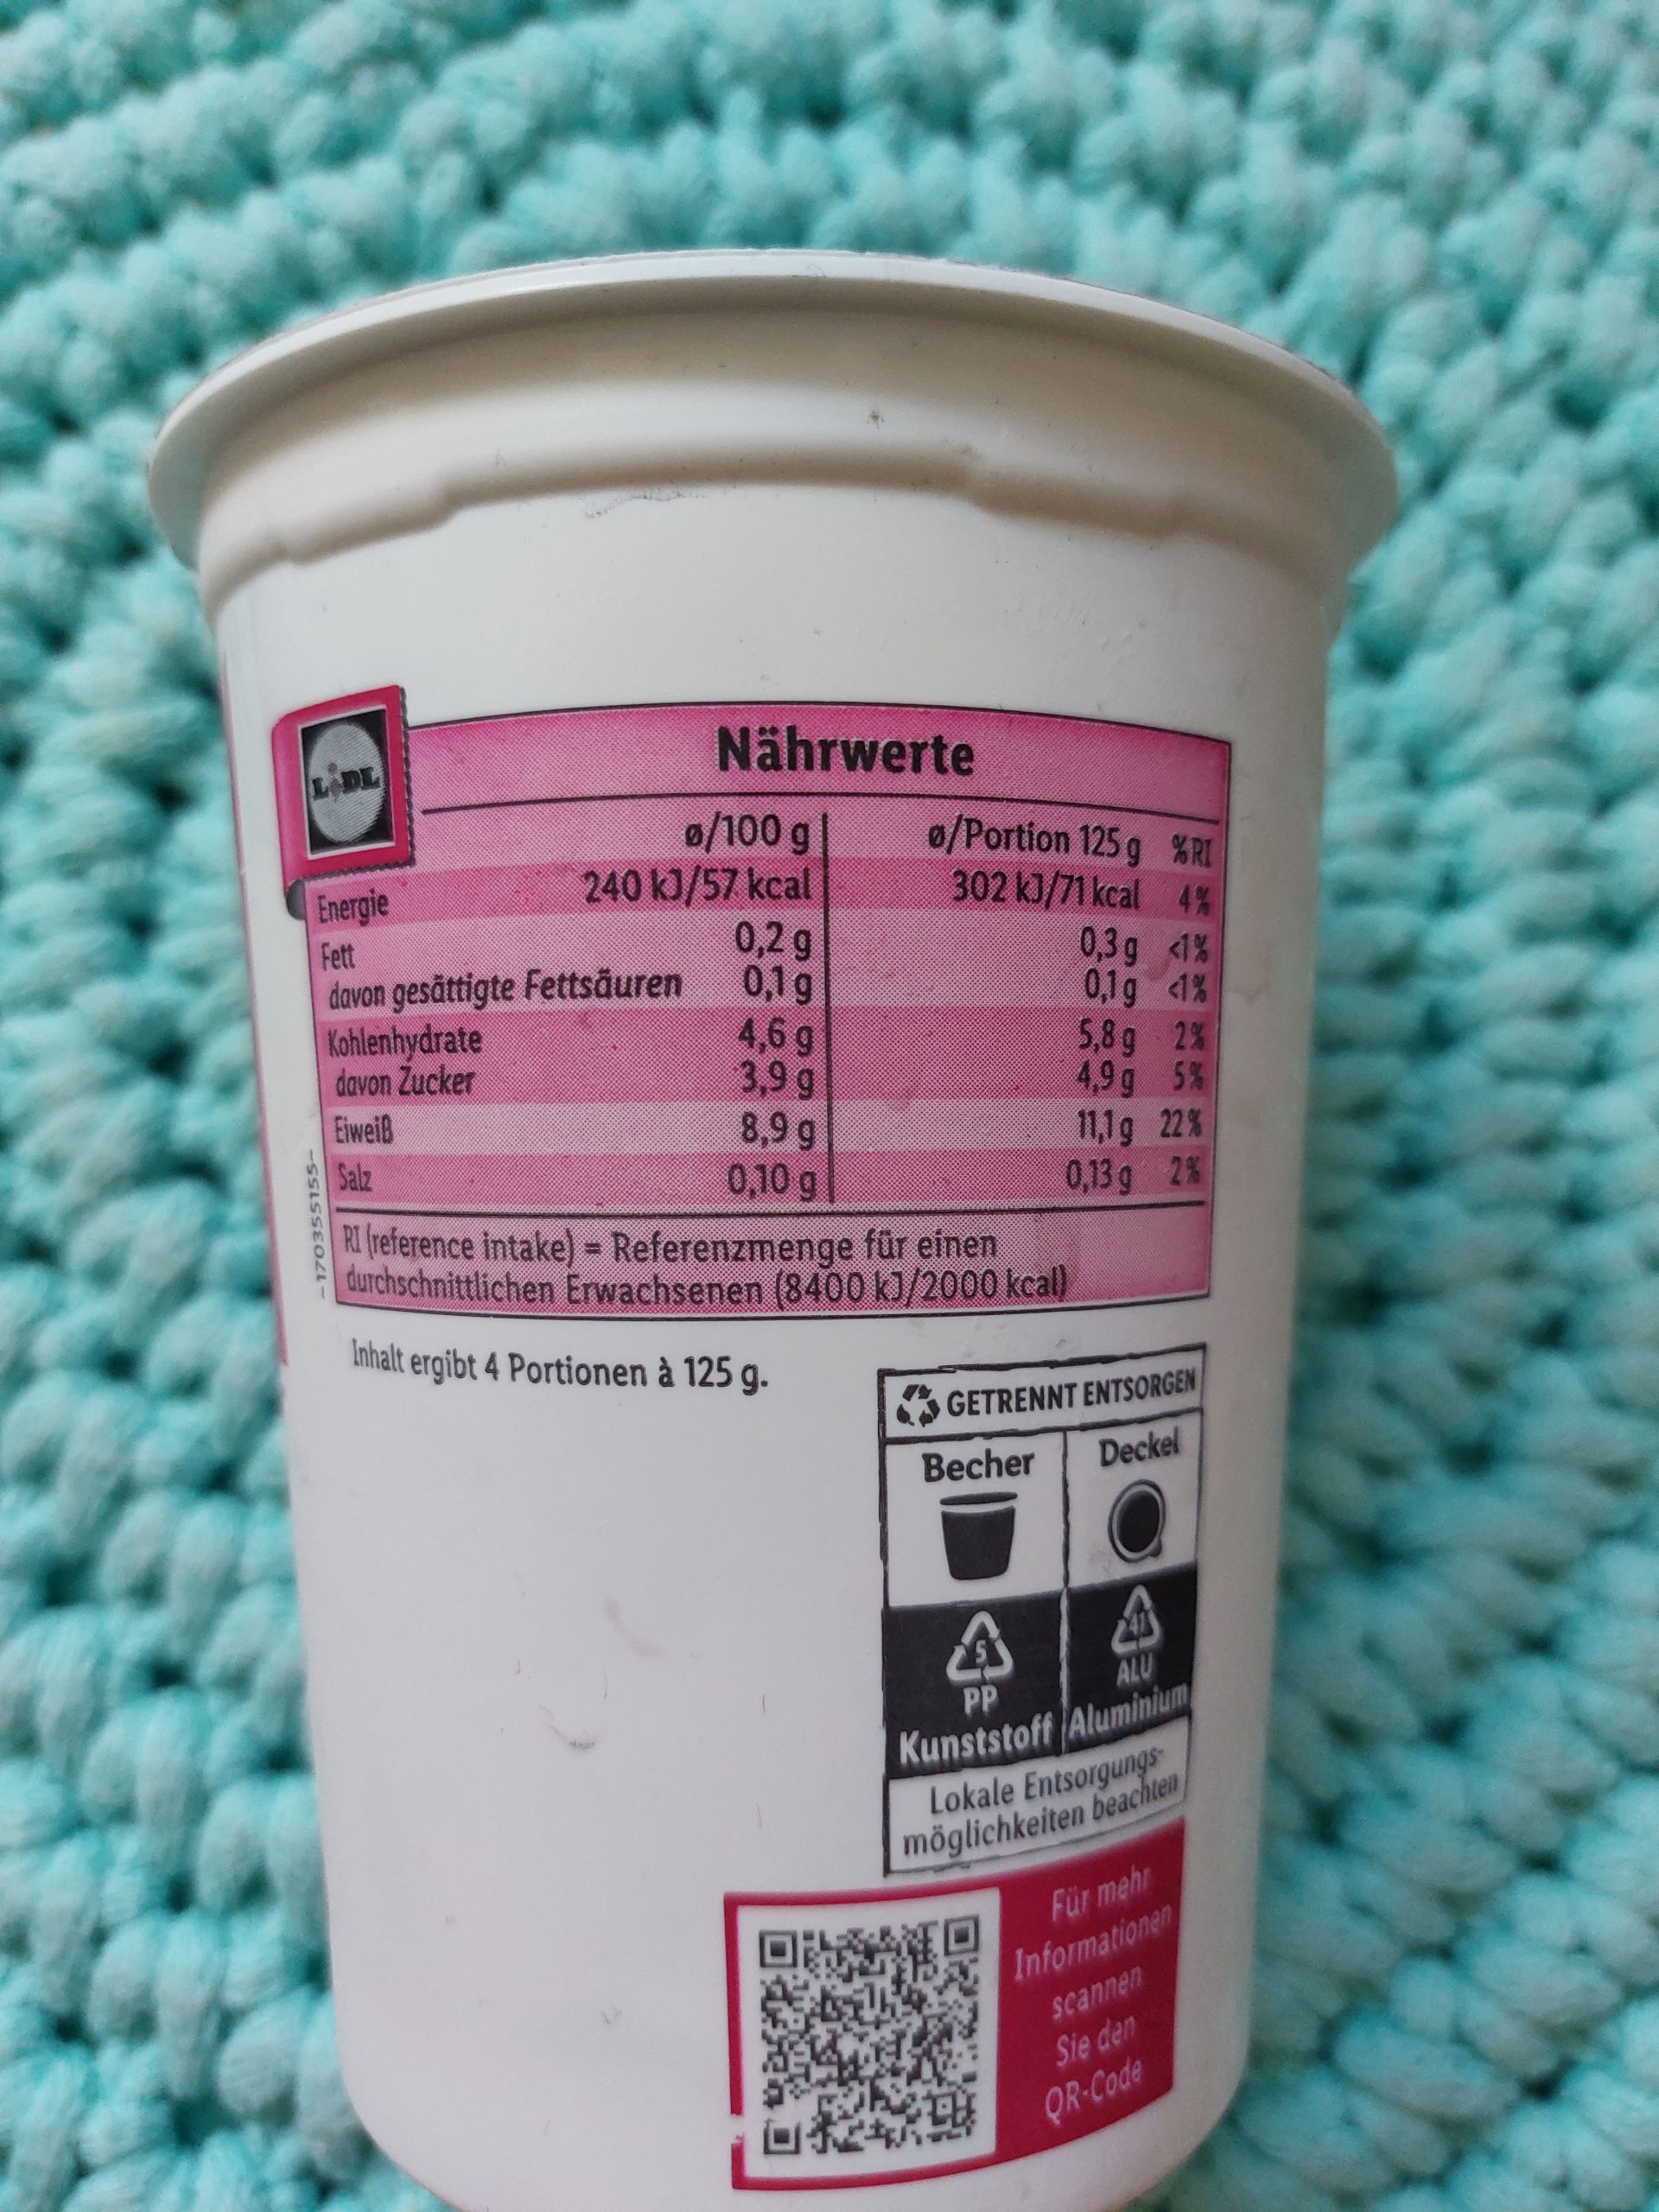 LiDL
Nährwerte
ø/100 g ø/Portion 125 g %RI
Energie 240 kJ/57 kcal 302 kJ/71 kcal 4%
Fett 0,2 g 0,3 g <1%
davon gesättigte Fettsäuren 0,1 g 0,1 g <1%
Kohlenhydrate 4,6 g 5,8 g 2%
davon Zucker 3,9 g 4,9 g 5%
Eiweiß 8,9 g 11,1 g 22%
Salz 0,10 g 0,13 g 2%
RI (reference intake) = Referenzmenge für einen
durchschnittlichen Erwachsenen (8400 kJ/2000 kcal)
-170355155-
Inhalt ergibt 4 Portionen à 125 g.
GETRENNT ENTSORGEN
Becher Deckel
5 41
PP ALU
Kunststoff Aluminium
Lokale Entsorgungs-
möglichkeiten beachten
Für mehr
Informationen
scannen
Sie den
QR-Code